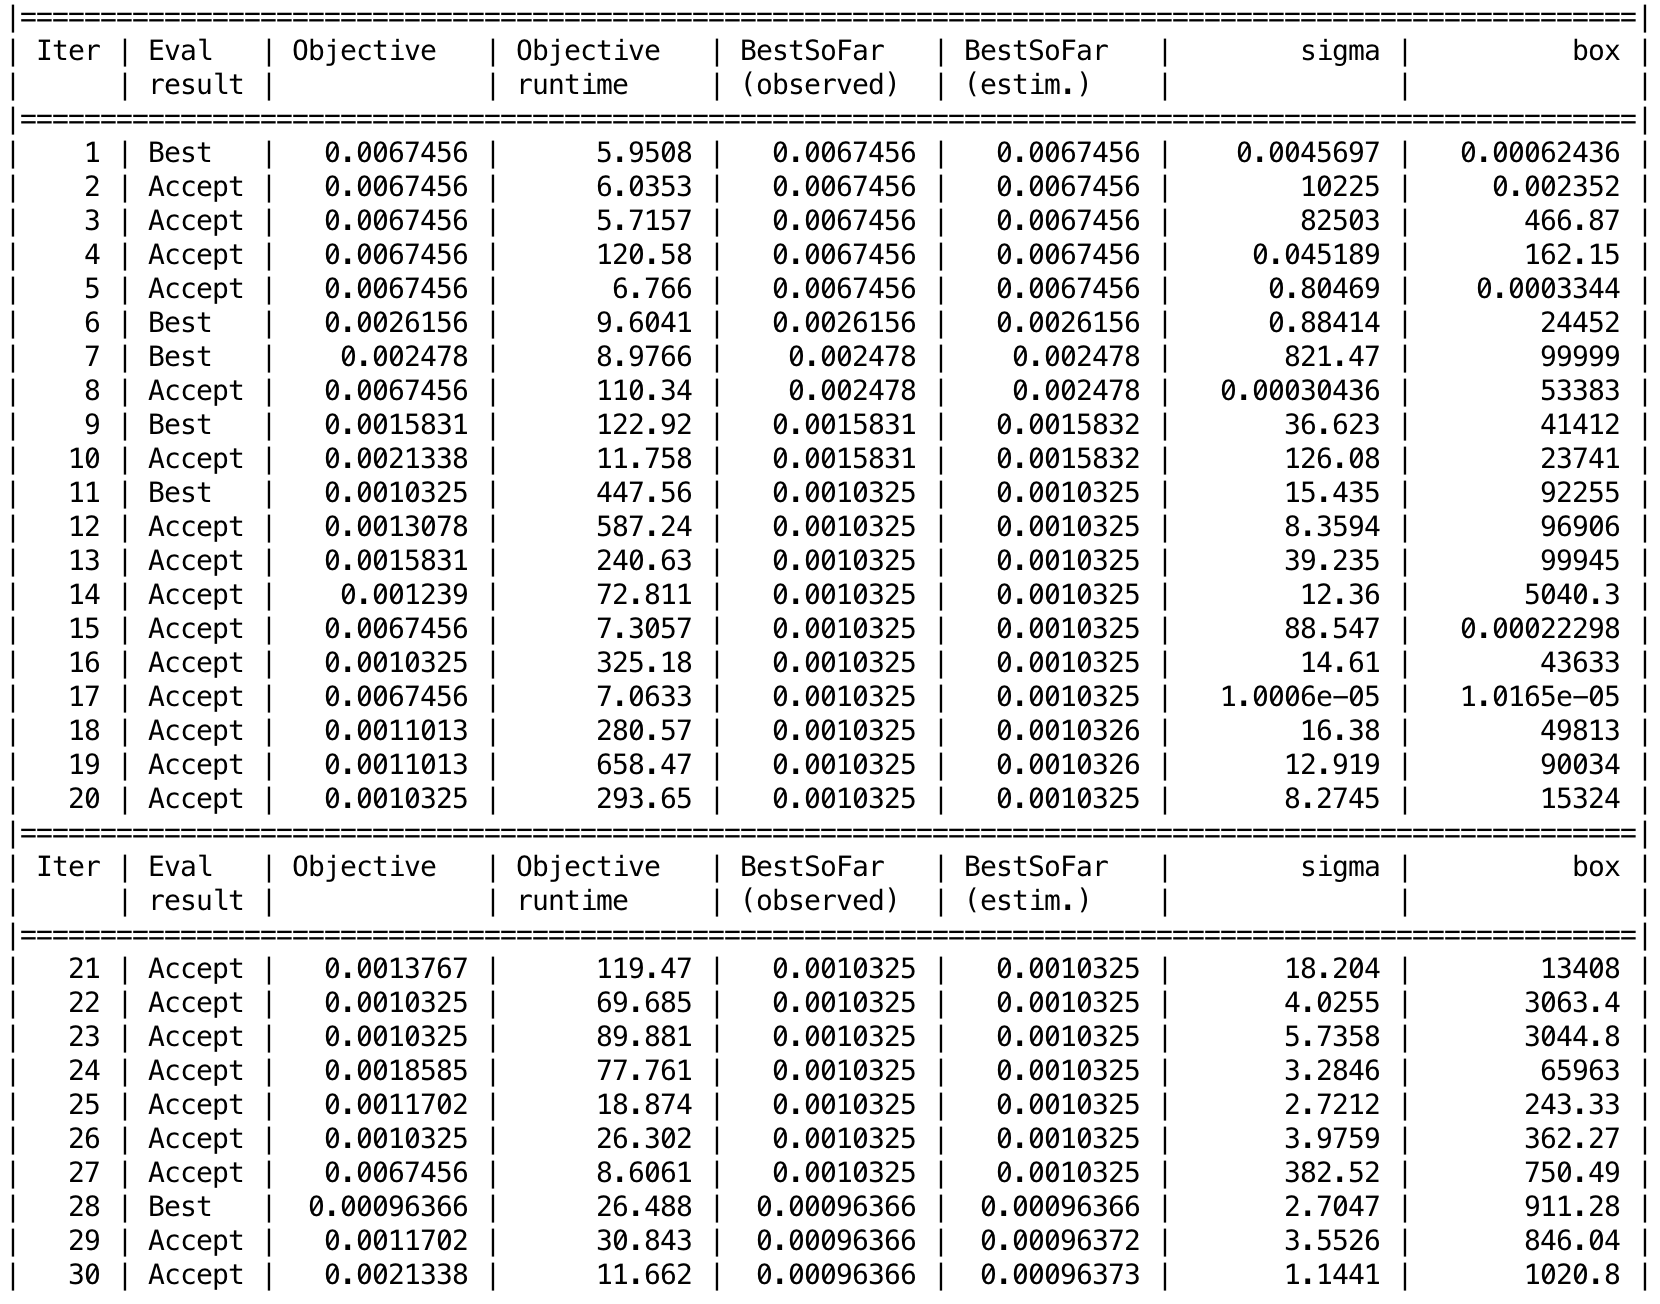 |=====================================================================================================|
| Iter | Eval   | Objective   | Objective   | BestSoFar   | BestSoFar   |        sigma |          box |
|      | result |             | runtime     | (observed)  | (estim.)    |              |              |
|=====================================================================================================|
|    1 | Best   |   0.0067456 |      5.9508 |   0.0067456 |   0.0067456 |    0.0045697 |   0.00062436 |
|    2 | Accept |   0.0067456 |      6.0353 |   0.0067456 |   0.0067456 |        10225 |     0.002352 |
|    3 | Accept |   0.0067456 |      5.7157 |   0.0067456 |   0.0067456 |        82503 |       466.87 |
|    4 | Accept |   0.0067456 |      120.58 |   0.0067456 |   0.0067456 |     0.045189 |       162.15 |
|    5 | Accept |   0.0067456 |       6.766 |   0.0067456 |   0.0067456 |      0.80469 |    0.0003344 |
|    6 | Best   |   0.0026156 |      9.6041 |   0.0026156 |   0.0026156 |      0.88414 |        24452 |
|    7 | Best   |    0.002478 |      8.9766 |    0.002478 |    0.002478 |       821.47 |        99999 |
|    8 | Accept |   0.0067456 |      110.34 |    0.002478 |    0.002478 |   0.00030436 |        53383 |
|    9 | Best   |   0.0015831 |      122.92 |   0.0015831 |   0.0015832 |       36.623 |        41412 |
|   10 | Accept |   0.0021338 |      11.758 |   0.0015831 |   0.0015832 |       126.08 |        23741 |
|   11 | Best   |   0.0010325 |      447.56 |   0.0010325 |   0.0010325 |       15.435 |        92255 |
|   12 | Accept |   0.0013078 |      587.24 |   0.0010325 |   0.0010325 |       8.3594 |        96906 |
|   13 | Accept |   0.0015831 |      240.63 |   0.0010325 |   0.0010325 |       39.235 |        99945 |
|   14 | Accept |    0.001239 |      72.811 |   0.0010325 |   0.0010325 |        12.36 |       5040.3 |
|   15 | Accept |   0.0067456 |      7.3057 |   0.0010325 |   0.0010325 |       88.547 |   0.00022298 |
|   16 | Accept |   0.0010325 |      325.18 |   0.0010325 |   0.0010325 |        14.61 |        43633 |
|   17 | Accept |   0.0067456 |      7.0633 |   0.0010325 |   0.0010325 |   1.0006e-05 |   1.0165e-05 |
|   18 | Accept |   0.0011013 |      280.57 |   0.0010325 |   0.0010326 |        16.38 |        49813 |
|   19 | Accept |   0.0011013 |      658.47 |   0.0010325 |   0.0010326 |       12.919 |        90034 |
|   20 | Accept |   0.0010325 |      293.65 |   0.0010325 |   0.0010325 |       8.2745 |        15324 |
|=====================================================================================================|
| Iter | Eval   | Objective   | Objective   | BestSoFar   | BestSoFar   |        sigma |          box |
|      | result |             | runtime     | (observed)  | (estim.)    |              |              |
|=====================================================================================================|
|   21 | Accept |   0.0013767 |      119.47 |   0.0010325 |   0.0010325 |       18.204 |        13408 |
|   22 | Accept |   0.0010325 |      69.685 |   0.0010325 |   0.0010325 |       4.0255 |       3063.4 |
|   23 | Accept |   0.0010325 |      89.881 |   0.0010325 |   0.0010325 |       5.7358 |       3044.8 |
|   24 | Accept |   0.0018585 |      77.761 |   0.0010325 |   0.0010325 |       3.2846 |        65963 |
|   25 | Accept |   0.0011702 |      18.874 |   0.0010325 |   0.0010325 |       2.7212 |       243.33 |
|   26 | Accept |   0.0010325 |      26.302 |   0.0010325 |   0.0010325 |       3.9759 |       362.27 |
|   27 | Accept |   0.0067456 |      8.6061 |   0.0010325 |   0.0010325 |       382.52 |       750.49 |
|   28 | Best   |  0.00096366 |      26.488 |  0.00096366 |  0.00096366 |       2.7047 |       911.28 |
|   29 | Accept |   0.0011702 |      30.843 |  0.00096366 |  0.00096372 |       3.5526 |       846.04 |
|   30 | Accept |   0.0021338 |      11.662 |  0.00096366 |  0.00096373 |       1.1441 |       1020.8 |